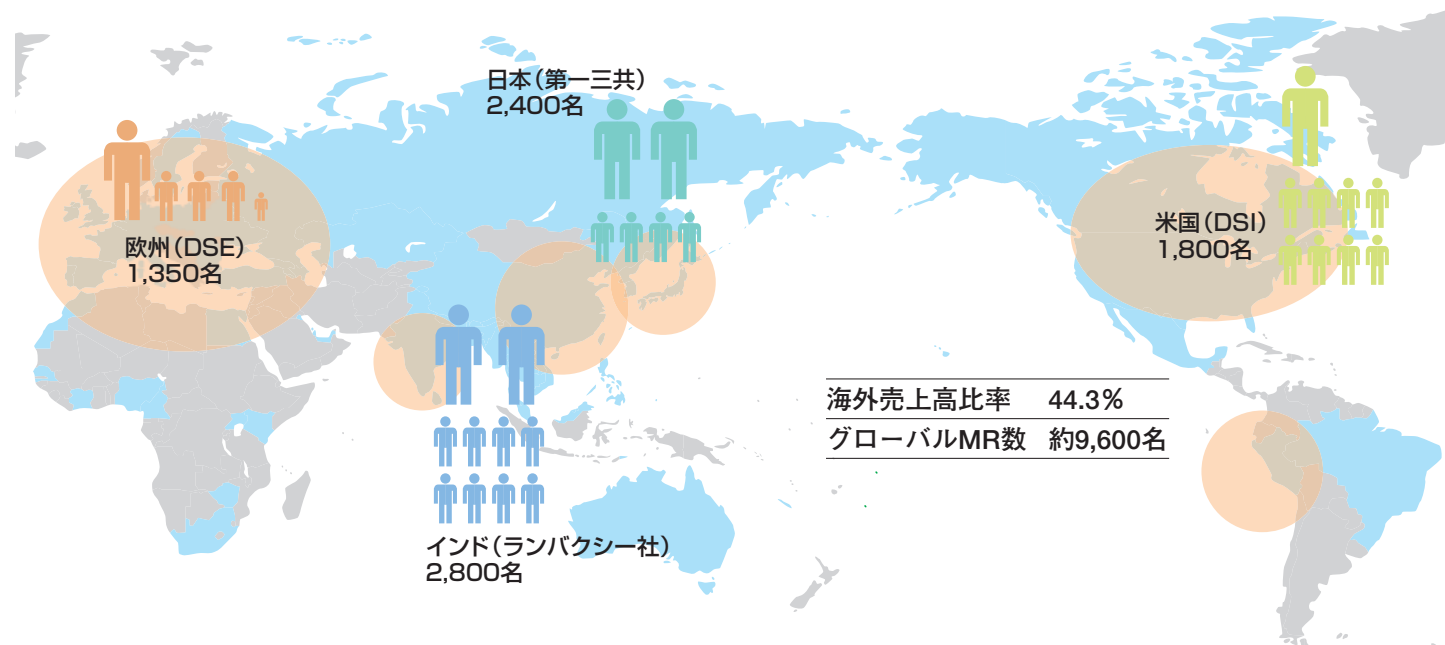 日本(第一三共)
2,400名
欧州(DSE)
1,350名
米国(DSI)
1,800名
海外売上高比率 44.3%
グローバルMR数 約9,600名
インド(ランバクシー社)
2,800名